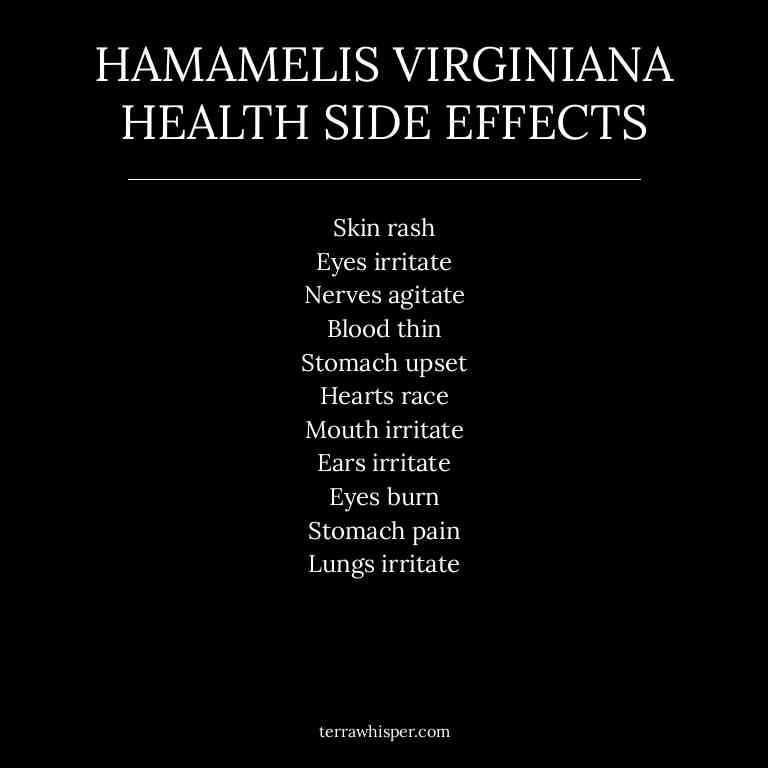 HAMAMELIS VIRGINIANA
HEALTH SIDE EFFECTS
Skin rash
Eyes irritate
Nerves agitate
Blood thin
Stomach upset
Hearts race
Mouth irritate
Ears irritate
Eyes burn
Stomach pain
Lungs irritate
terrawhisper.com